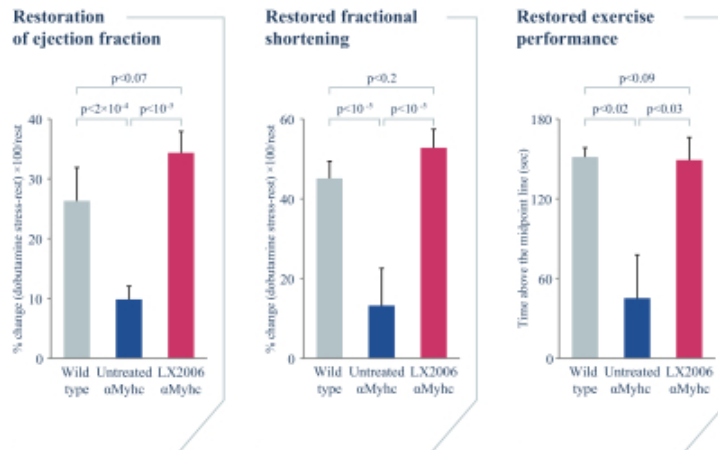 Restoration
of ejection fraction
p<0.07
p<2×10⁻⁴ p<10⁻⁵
% change (dobutamine stress-rest) ×100/rest
40
30
20
10
0
Wild type
Untreated αMyhc
LX2006 αMyhc
Restored fractional
shortening
p<0.2
p<10⁻⁵ p<10⁻⁵
% change (dobutamine stress-rest) ×100/rest
60
40
20
0
Wild type
Untreated αMyhc
LX2006 αMyhc
Restored exercise
performance
p<0.09
p<0.02 p<0.03
Time above the midpoint line (sec)
180
120
60
0
Wild type
Untreated αMyhc
LX2006 αMyhc